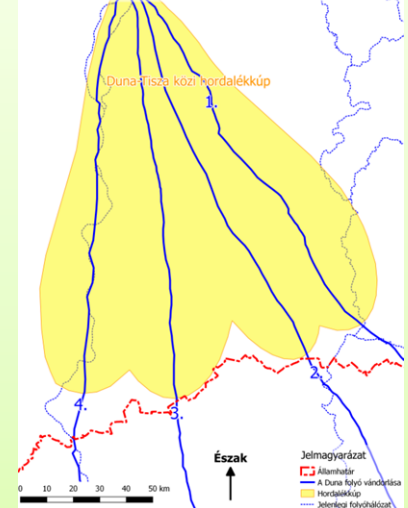 Duna-Tisza közi hordalékkúp
1.
2.
4.
3.
Észak
0 10 20 30 40 50 km
Jelmagyarázat
Államhatár
A Duna folyó vándorlása
Hordalékkúp
Jelenlegi folyóhálózat